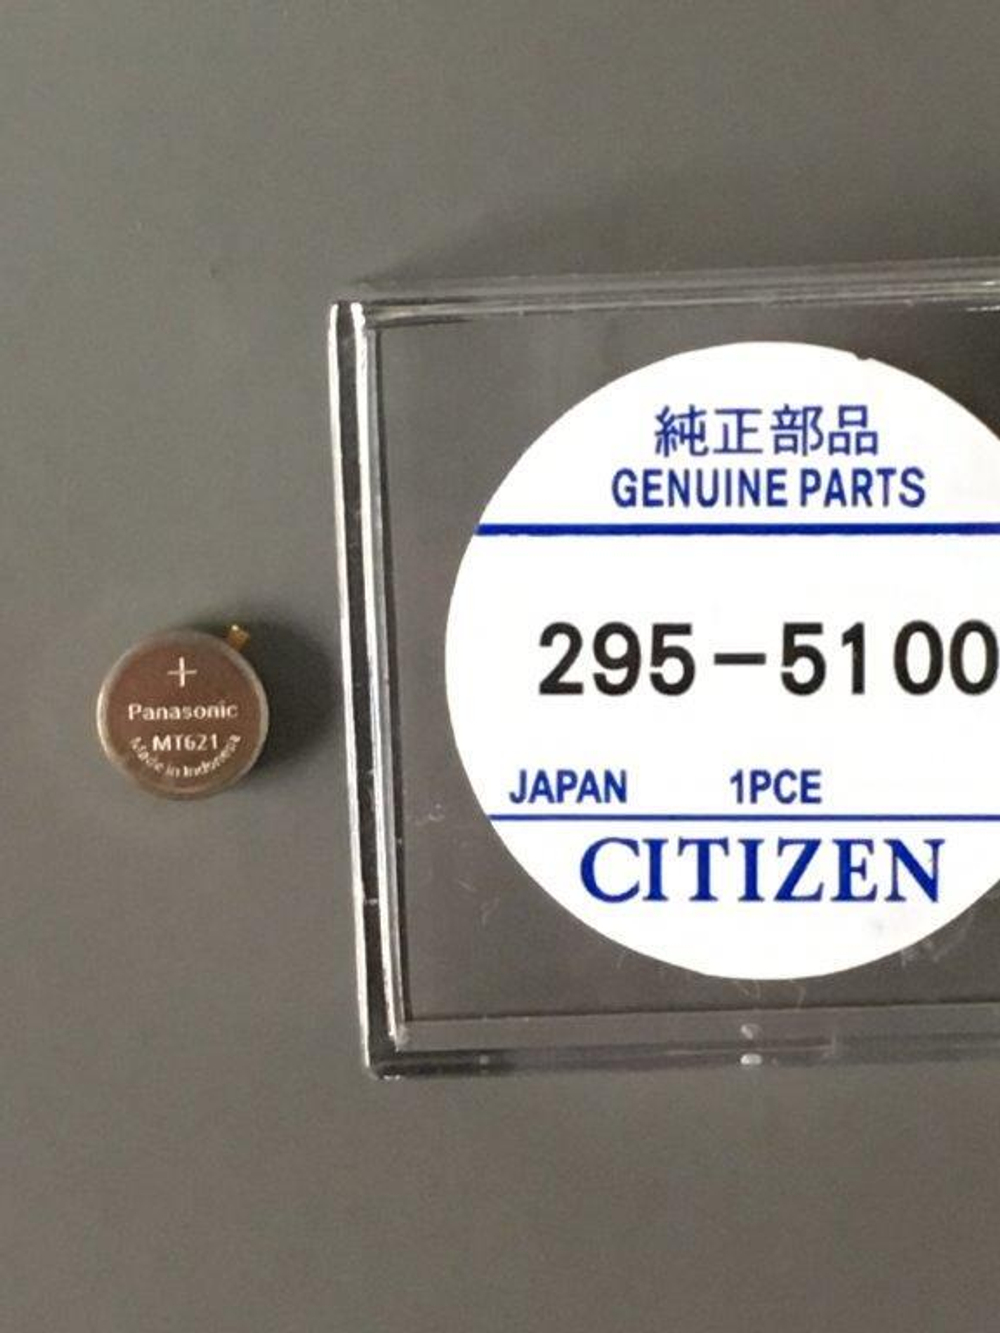 純正部品
GENUINE PARTS
295-5100
JAPAN 1PCE
CITIZEN
+
Panasonic
MT621
Made in Indonesia